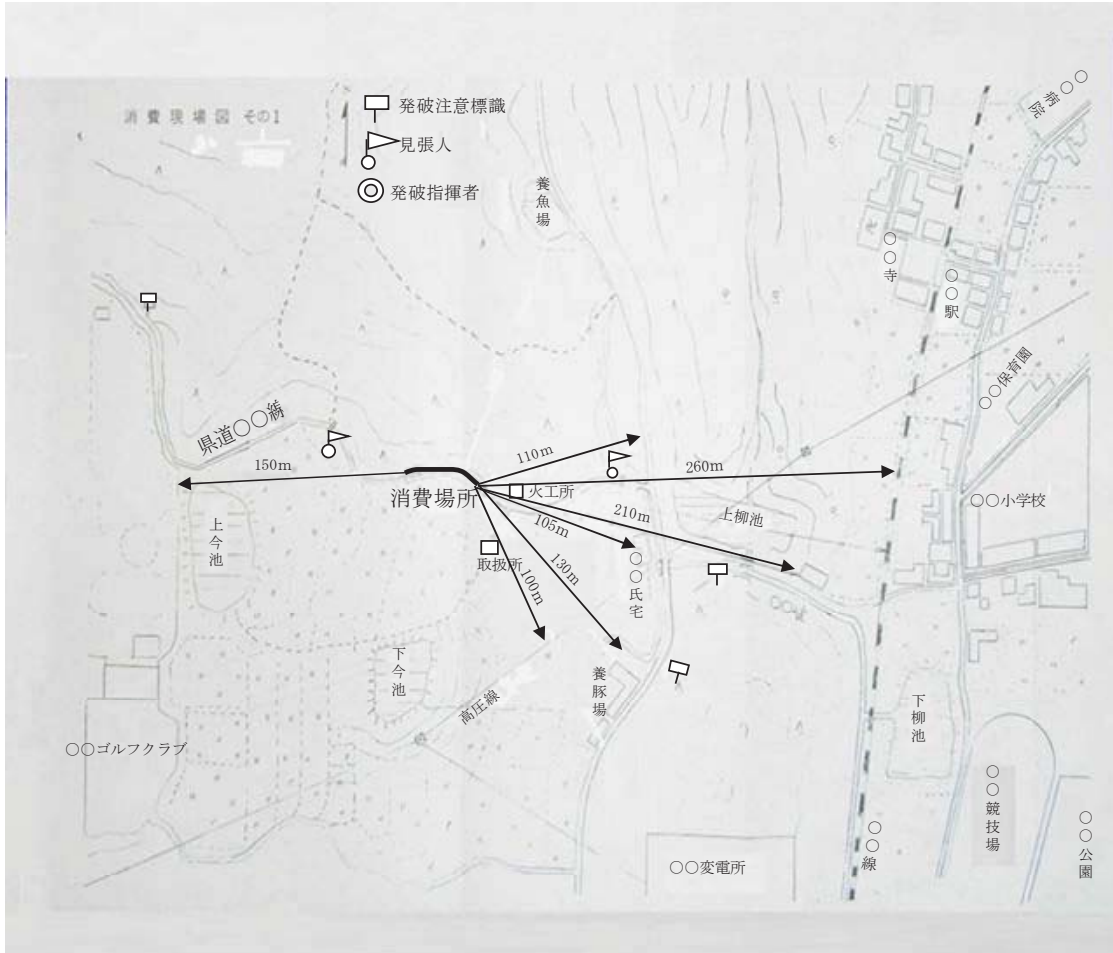 消費現場図 その1
発破注意標識
見張人
発破指揮者
養魚場
○○病院
○○寺
○○駅
○○保育園
県道○○線
150m
110m
260m
消費場所
火工所
105m
210m
上柳池
○○小学校
上今池
取扱所
100m
130m
○○氏宅
下今池
高圧線
養豚場
下柳池
○○ゴルフクラブ
○○変電所
○○線
○○競技場
○○公園